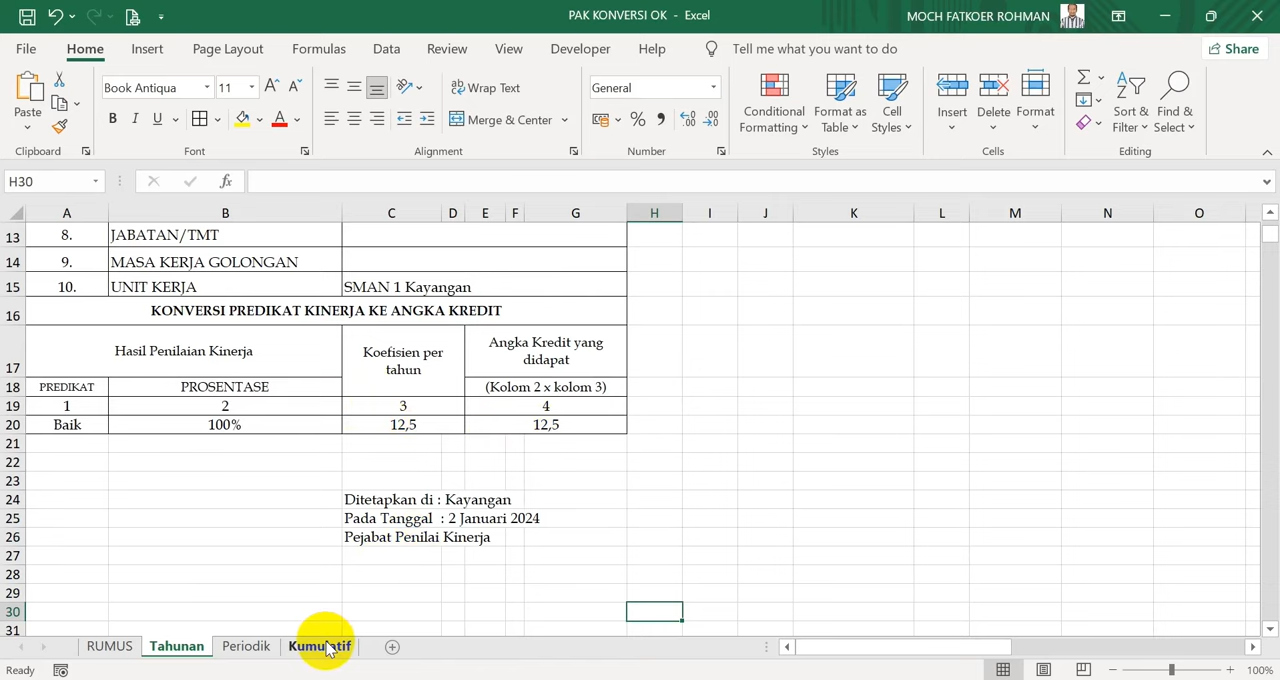 PAK KONVERSI OK - Excel
MOCH FATKOER ROHMAN
File Home Insert Page Layout Formulas Data Review View Developer Help Tell me what you want to do Share
Paste
Clipboard
Book Antiqua 11
B I U A
Font
Wrap Text
Merge & Center
Alignment
General
% 
Number
Conditional Formatting
Format as Table
Cell Styles
Styles
Insert Delete Format
Cells
Sort & Filter
Find & Select
Editing
H30 fx
A B C D E F G H I J K L M N O
13 8. JABATAN/TMT
14 9. MASA KERJA GOLONGAN
15 10. UNIT KERJA SMAN 1 Kayangan
16 KONVERSI PREDIKAT KINERJA KE ANGKA KREDIT
17 Hasil Penilaian Kinerja Koefisien per tahun Angka Kredit yang didapat
18 PREDIKAT PROSENTASE (Kolom 2 x kolom 3)
19 1 2 3 4
20 Baik 100% 12,5 12,5
21
22
23
24 Ditetapkan di : Kayangan
25 Pada Tanggal : 2 Januari 2024
26 Pejabat Penilai Kinerja
27
28
29
30
31
RUMUS Tahunan Periodik Kumulatif
Ready 100%